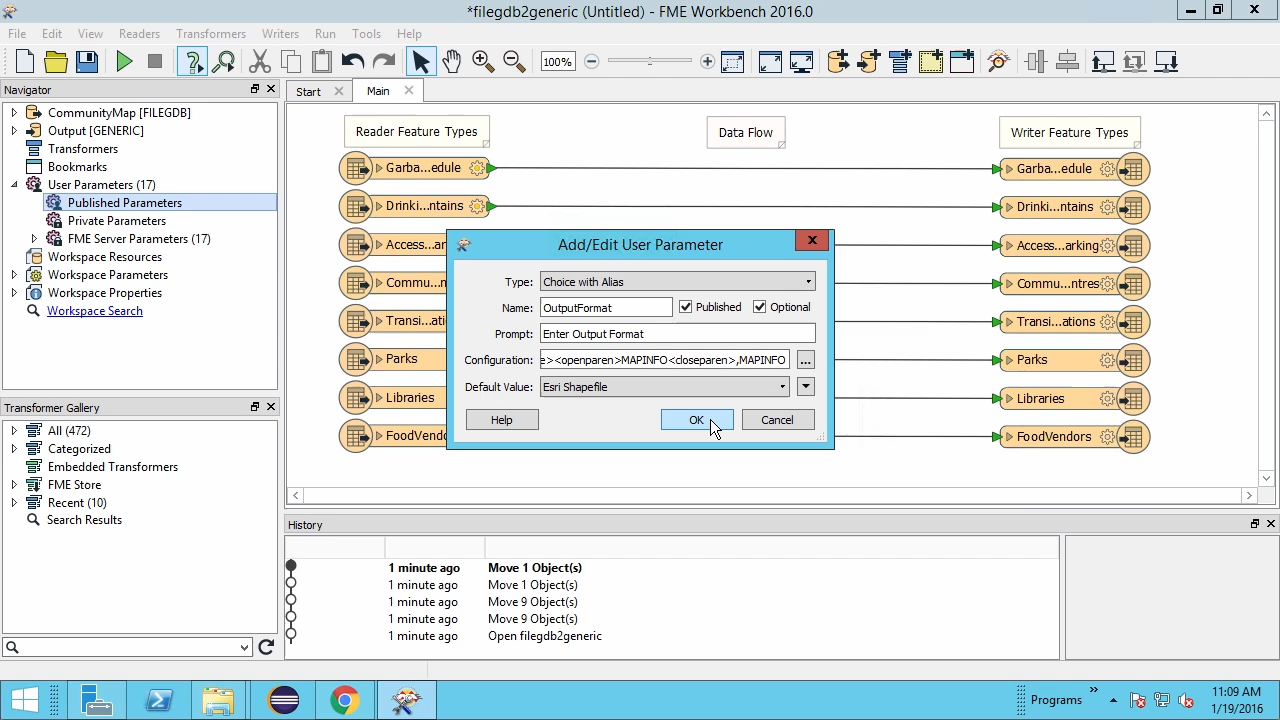 *filegdb2generic (Untitled) - FME Workbench 2016.0
File Edit View Readers Transformers Writers Run Tools Help
100%
Navigator
CommunityMap [FILEGDB]
Output [GENERIC]
Transformers
Bookmarks
User Parameters (17)
Published Parameters
Private Parameters
FME Server Parameters (17)
Workspace Resources
Workspace Parameters
Workspace Properties
Workspace Search
Transformer Gallery
All (472)
Categorized
Embedded Transformers
FME Store
Recent (10)
Search Results
Start Main
Reader Feature Types Data Flow Writer Feature Types
Garba...edule Garba...edule
Drinki...ntains Drinki...ntains
Access...ar Access...arking
Commu...n Commu...ntres
Transi...ati Transi...ations
Parks Parks
Libraries Libraries
FoodVendo FoodVendors
Add/Edit User Parameter
Type: Choice with Alias
Name: OutputFormat Published Optional
Prompt: Enter Output Format
Configuration: e><openparen>MAPINFO<closeparen>,MAPINFO ...
Default Value: Esri Shapefile
Help OK Cancel
History
1 minute ago Move 1 Object(s)
1 minute ago Move 1 Object(s)
1 minute ago Move 9 Object(s)
1 minute ago Move 9 Object(s)
1 minute ago Open filegdb2generic
Programs
11:09 AM
1/19/2016